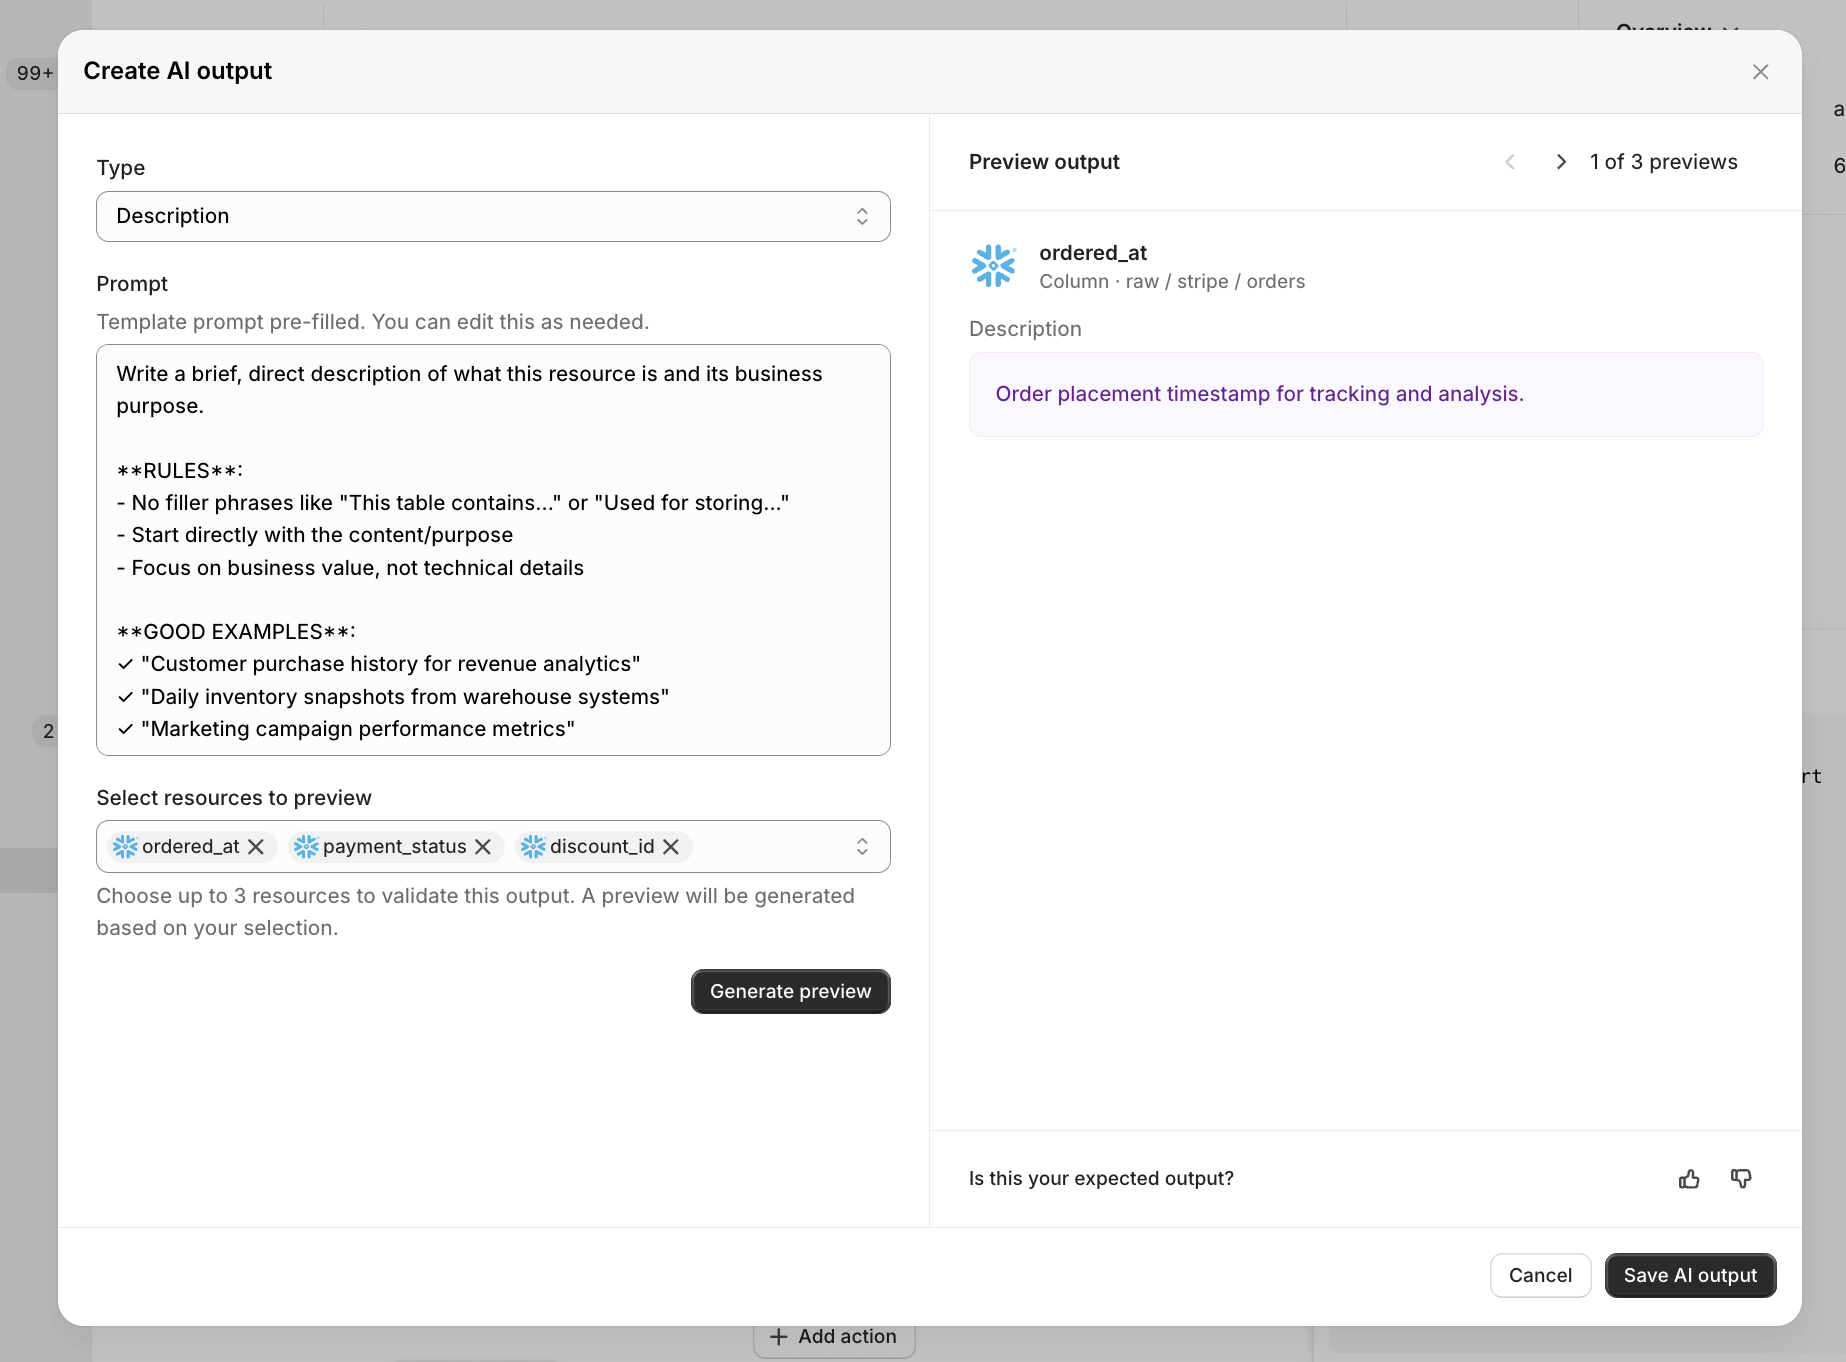 Overview
99+
Create AI output
a
6
Type
Description
Prompt
Template prompt pre-filled. You can edit this as needed.
Write a brief, direct description of what this resource is and its business
purpose.
**RULES**:
- No filler phrases like "This table contains..." or "Used for storing..."
- Start directly with the content/purpose
- Focus on business value, not technical details
**GOOD EXAMPLES**:
✓ "Customer purchase history for revenue analytics"
✓ "Daily inventory snapshots from warehouse systems"
✓ "Marketing campaign performance metrics"
2
Select resources to preview
ordered_at payment_status discount_id
Choose up to 3 resources to validate this output. A preview will be generated
based on your selection.
Generate preview
Preview output
1 of 3 previews
ordered_at
Column · raw / stripe / orders
Description
Order placement timestamp for tracking and analysis.
rt
Is this your expected output?
Cancel
Save AI output
+ Add action